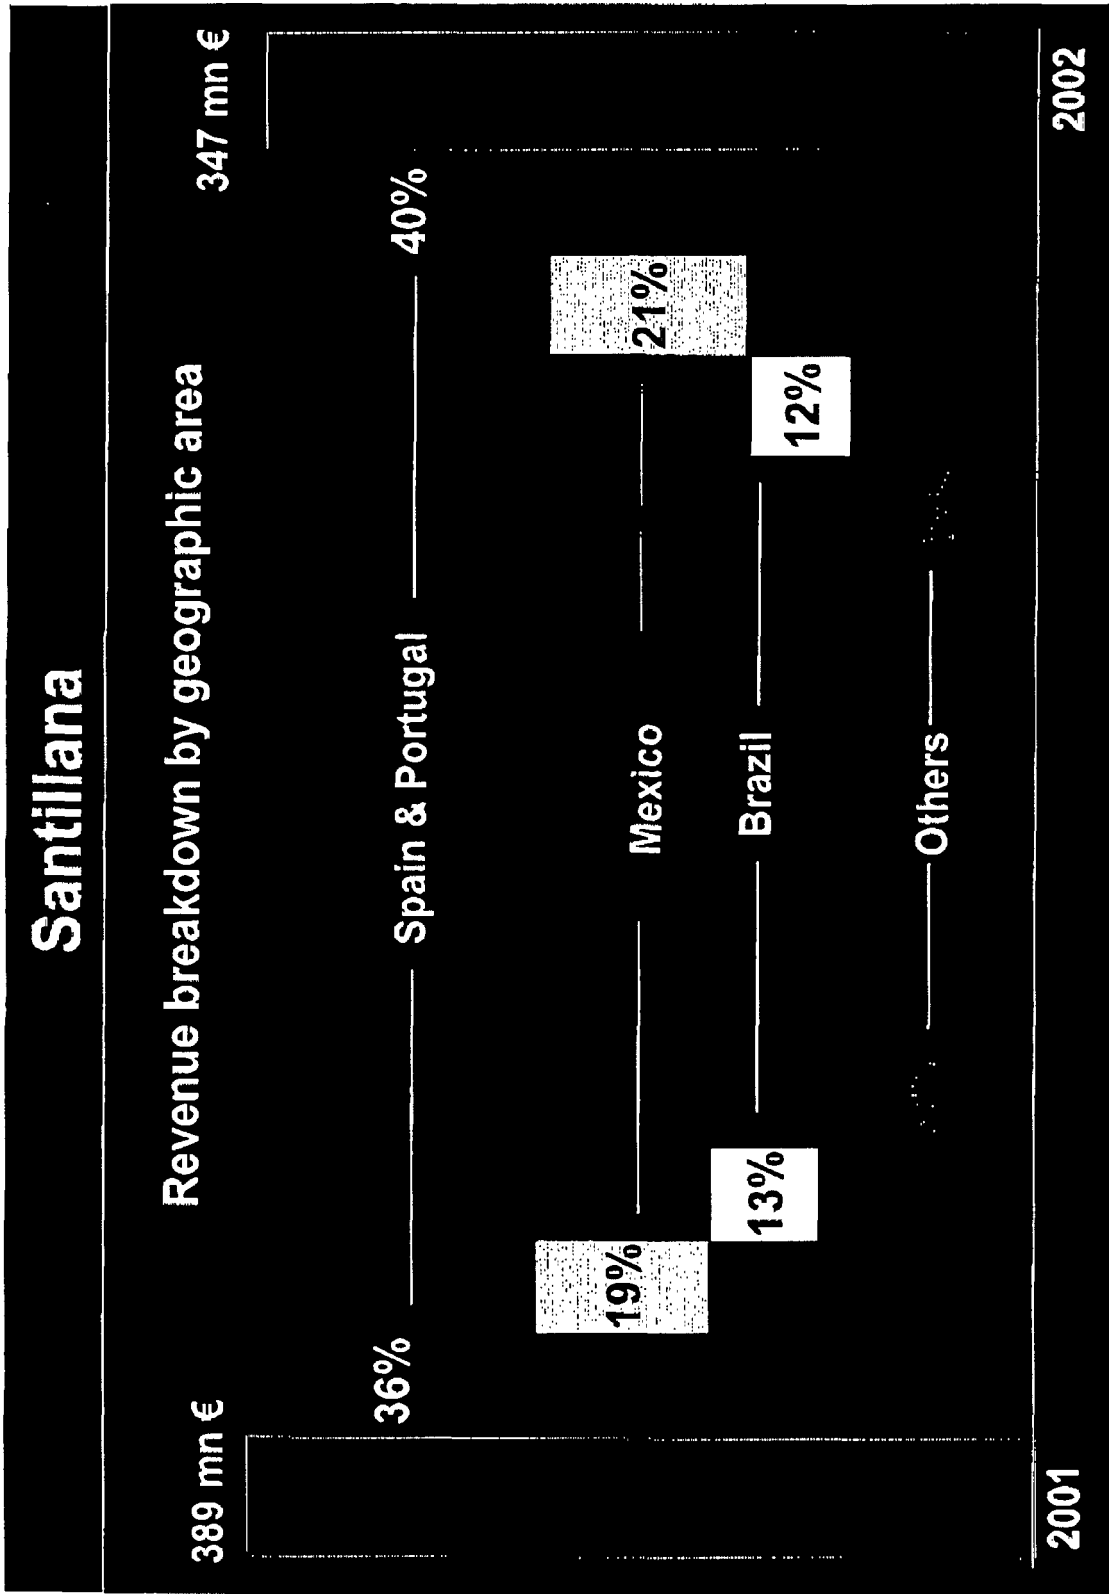 Santillana
Revenue breakdown by geographic area
389 mn €
347 mn €
36%
Spain & Portugal
40%
19%
Mexico
21%
13%
Brazil
12%
Others
2001
2002